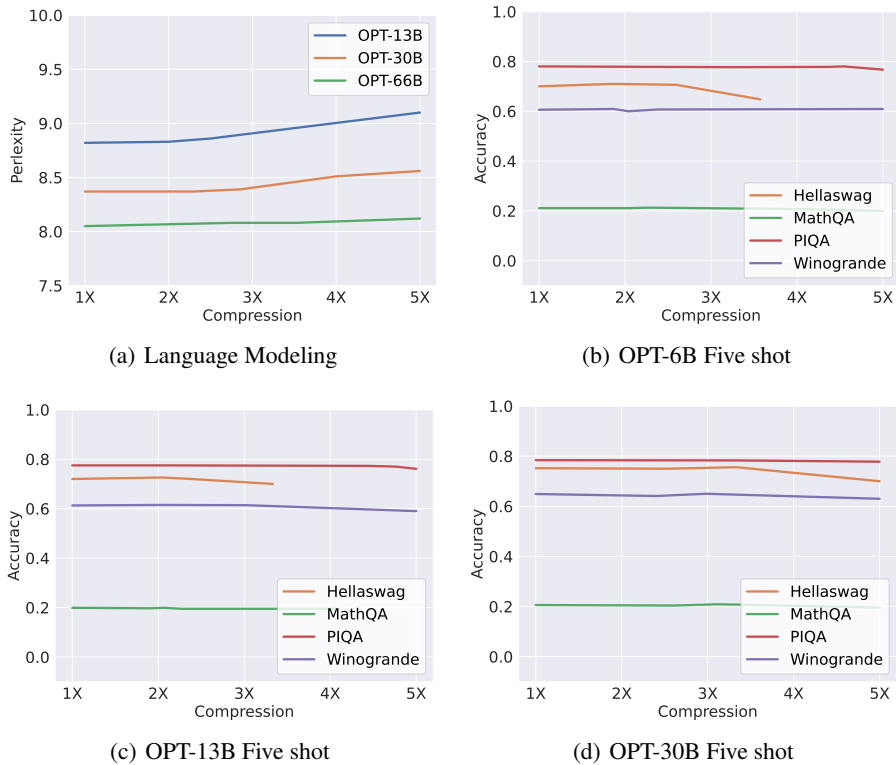 10.0
9.5
9.0
8.5
8.0
7.5
Perlexity
OPT-13B
OPT-30B
OPT-66B
1X 2X 3X 4X 5X
Compression
(a) Language Modeling
1.0
0.8
0.6
0.4
0.2
0.0
Accuracy
Hellaswag
MathQA
PIQA
Winogrande
1X 2X 3X 4X 5X
Compression
(b) OPT-6B Five shot
1.0
0.8
0.6
0.4
0.2
0.0
Accuracy
Hellaswag
MathQA
PIQA
Winogrande
1X 2X 3X 4X 5X
Compression
(c) OPT-13B Five shot
1.0
0.8
0.6
0.4
0.2
0.0
Accuracy
Hellaswag
MathQA
PIQA
Winogrande
1X 2X 3X 4X 5X
Compression
(d) OPT-30B Five shot